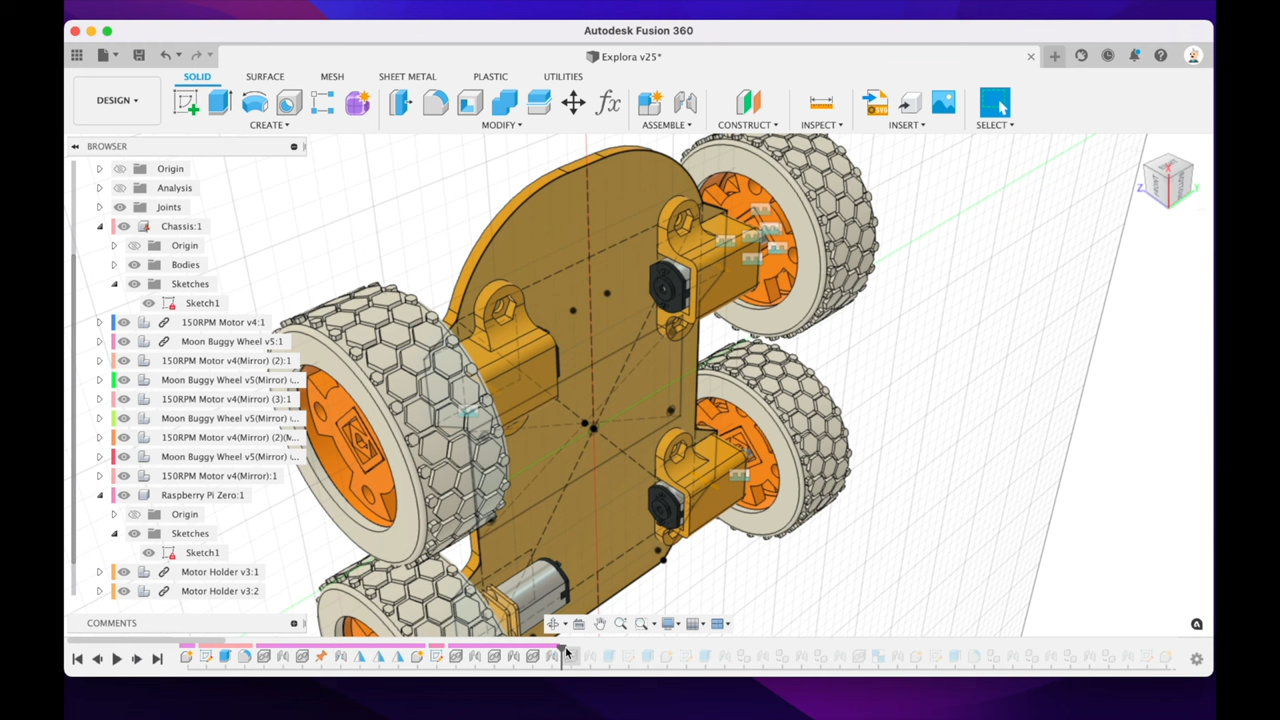 Autodesk Fusion 360
Explora v25*
DESIGN
SOLID
SURFACE
MESH
SHEET METAL
PLASTIC
UTILITIES
CREATE
MODIFY
ASSEMBLE
CONSTRUCT
INSPECT
INSERT
SELECT
fx
BROWSER
Origin
Analysis
Joints
Chassis:1
Origin
Bodies
Sketches
Sketch1
150RPM Motor v4:1
Moon Buggy Wheel v5:1
150RPM Motor v4(Mirror) (2):1
Moon Buggy Wheel v5(Mirror) (...
150RPM Motor v4(Mirror) (3):1
Moon Buggy Wheel v5(Mirror) (...
150RPM Motor v4(Mirror) (2)(M...
Moon Buggy Wheel v5(Mirror) (...
150RPM Motor v4(Mirror):1
Raspberry Pi Zero:1
Origin
Sketches
Sketch1
Motor Holder v3:1
Motor Holder v3:2
COMMENTS
X
Z
Y